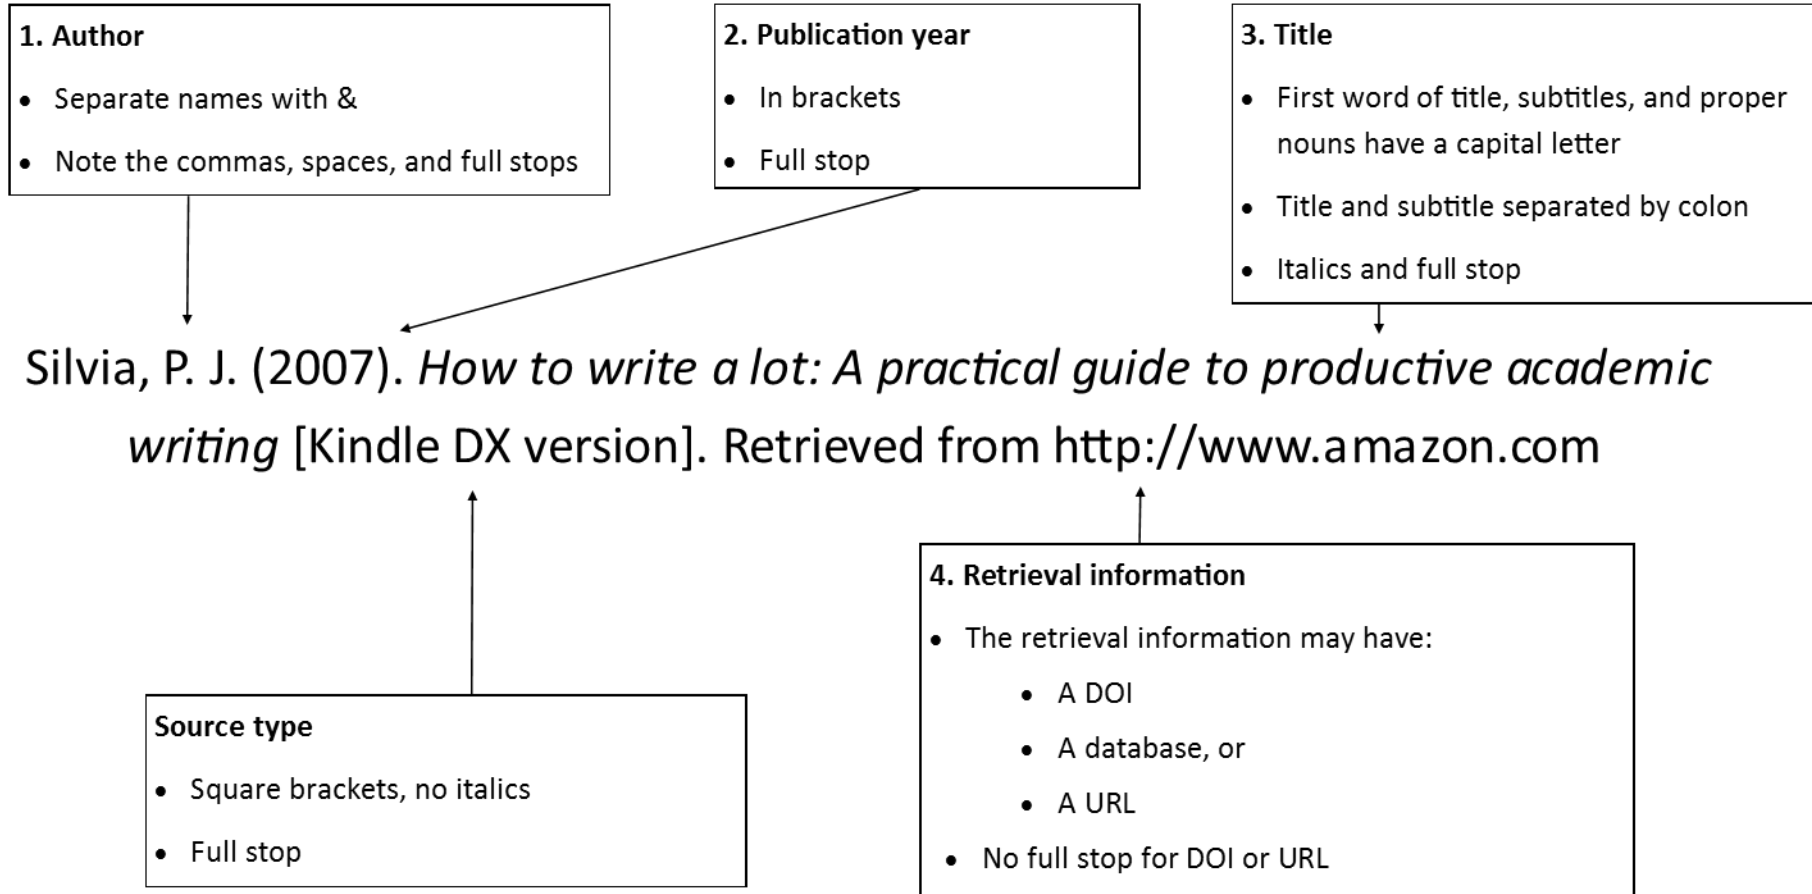 1. Author
• Separate names with &
• Note the commas, spaces, and full stops
2. Publication year
• In brackets
• Full stop
3. Title
• First word of title, subtitles, and proper
nouns have a capital letter
• Title and subtitle separated by colon
• Italics and full stop
Silvia, P. J. (2007). How to write a lot: A practical guide to productive academic
writing [Kindle DX version]. Retrieved from http://www.amazon.com
Source type
• Square brackets, no italics
• Full stop
4. Retrieval information
• The retrieval information may have:
• A DOI
• A database, or
• A URL
• No full stop for DOI or URL